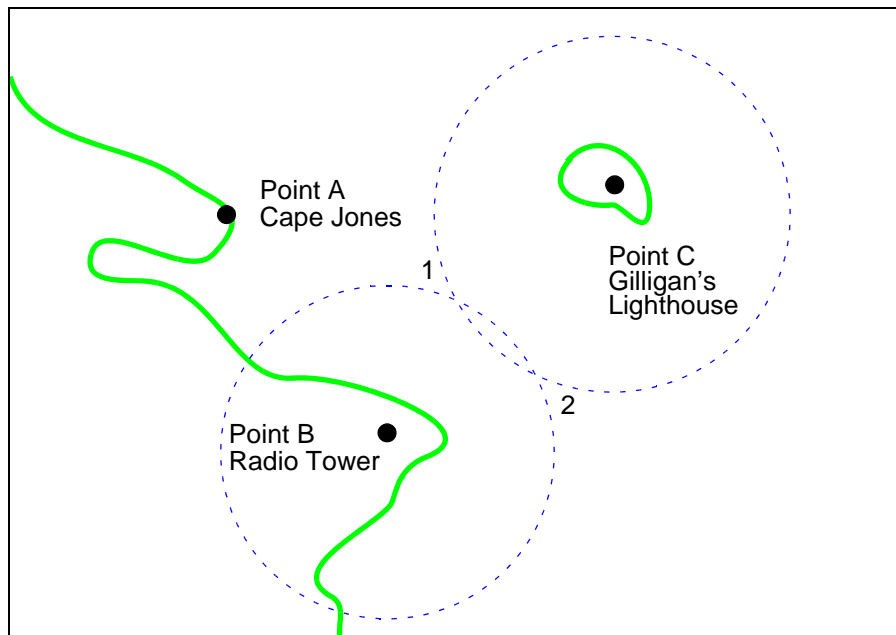 Point A
Cape Jones
Point C
Gilligan's
Lighthouse
1
2
Point B
Radio Tower